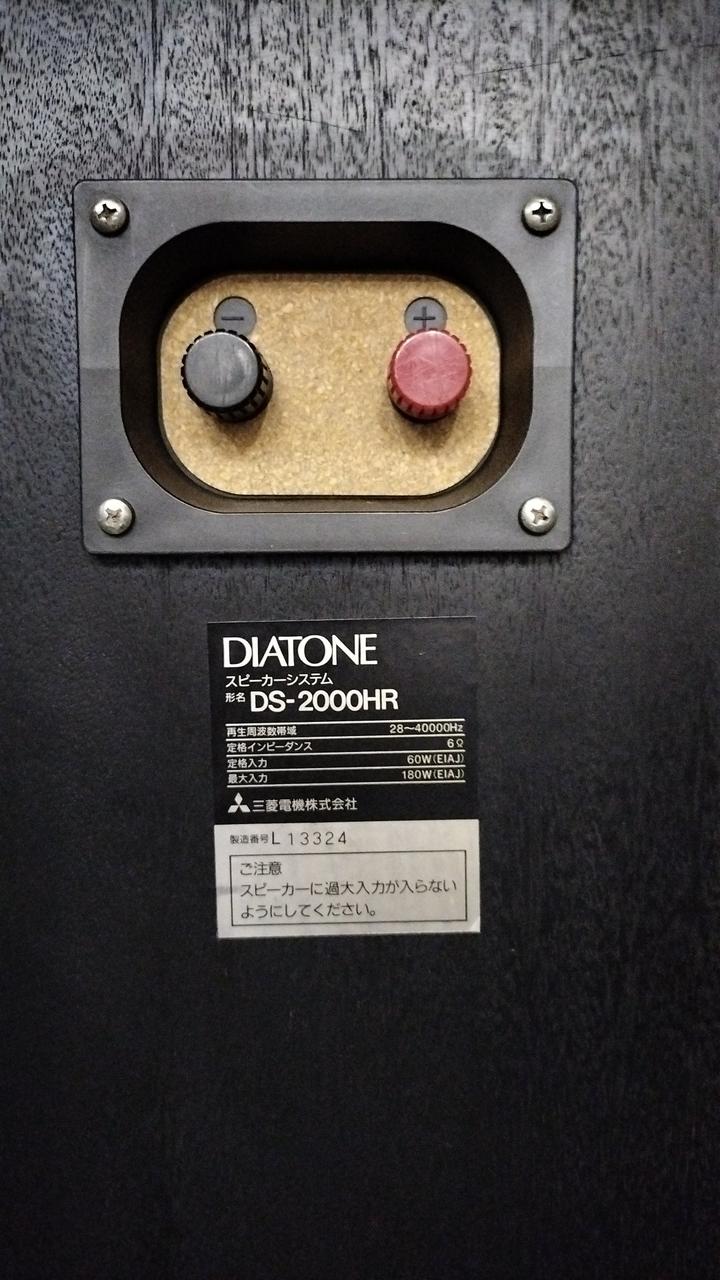 − +
DIATONE
スピーカーシステム
形名 DS-2000HR
再生周波数帯域 28〜40000Hz
定格インピーダンス 6Ω
定格入力 60W(EIAJ)
最大入力 180W(EIAJ)
三菱電機株式会社
製造番号 L13324
ご注意
スピーカーに過大入力が入らない
ようにしてください。